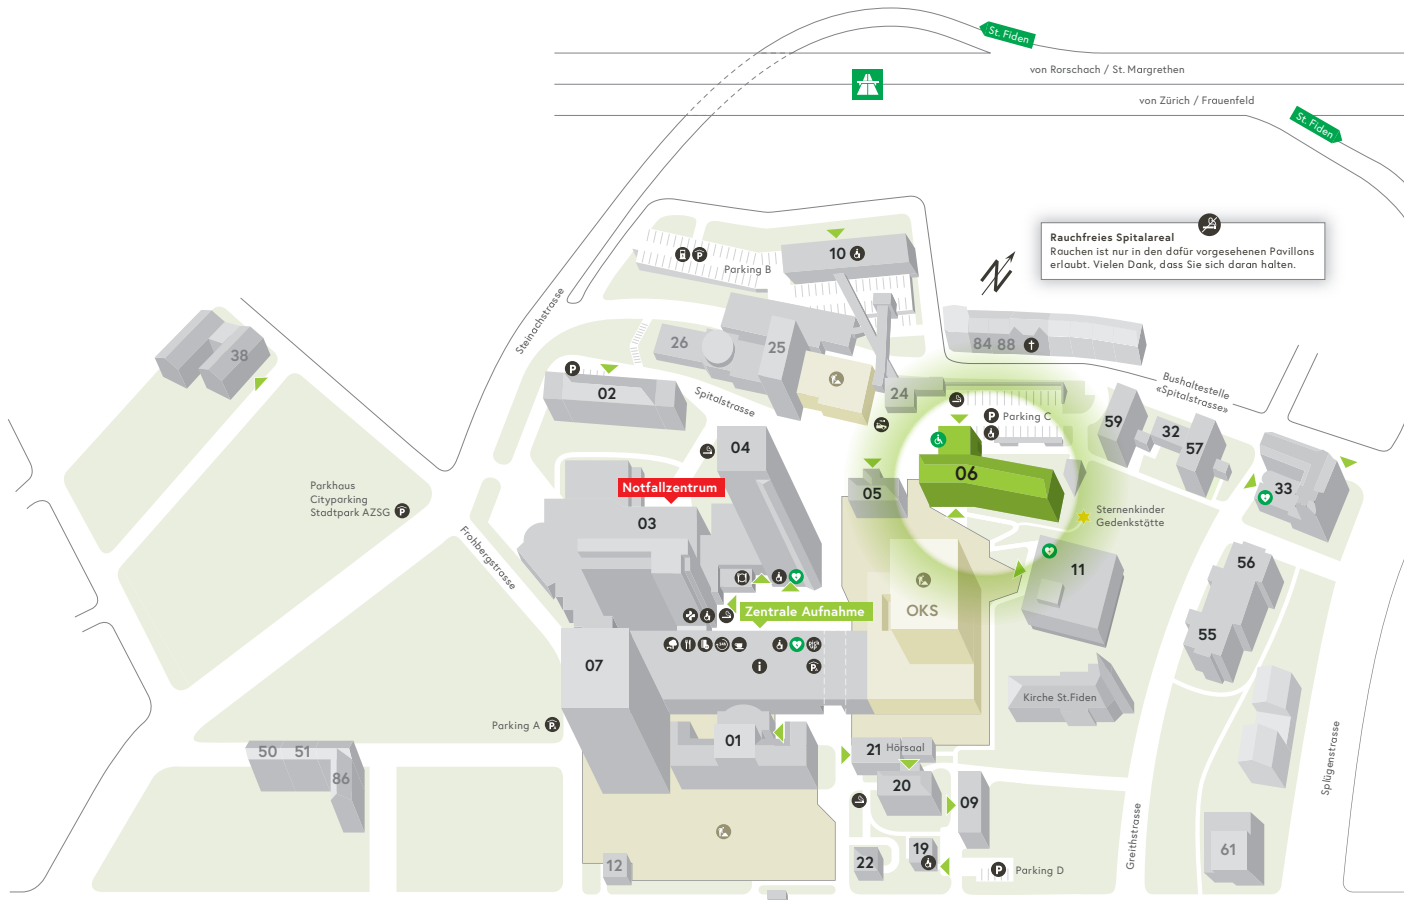 St. Fiden
von Rorschach / St. Margrethen
von Zürich / Frauenfeld
St. Fiden
Rauchfreies Spitalareal
Rauchen ist nur in den dafür vorgesehenen Pavillons
erlaubt. Vielen Dank, dass Sie sich daran halten.
N
10
P
Parking B
Steinachstrasse
26
25
84 88
38
P
02
Spitalstrasse
24
Bushaltestelle
«Spitalstrasse»
P
Parking C
59
32
57
04
06
33
Notfallzentrum
05
Parkhaus
Cityparking
Stadtpark AZSG
P
03
Sternenkinder
Gedenkstätte
Frohbergstrasse
11
56
OKS
Zentrale Aufnahme
55
07
i
P
Kirche St.Fiden
Parking A
P
01
21
Hörsaal
50
51
86
20
09
Splügenstrasse
Greithstrasse
12
22
19
P
Parking D
61